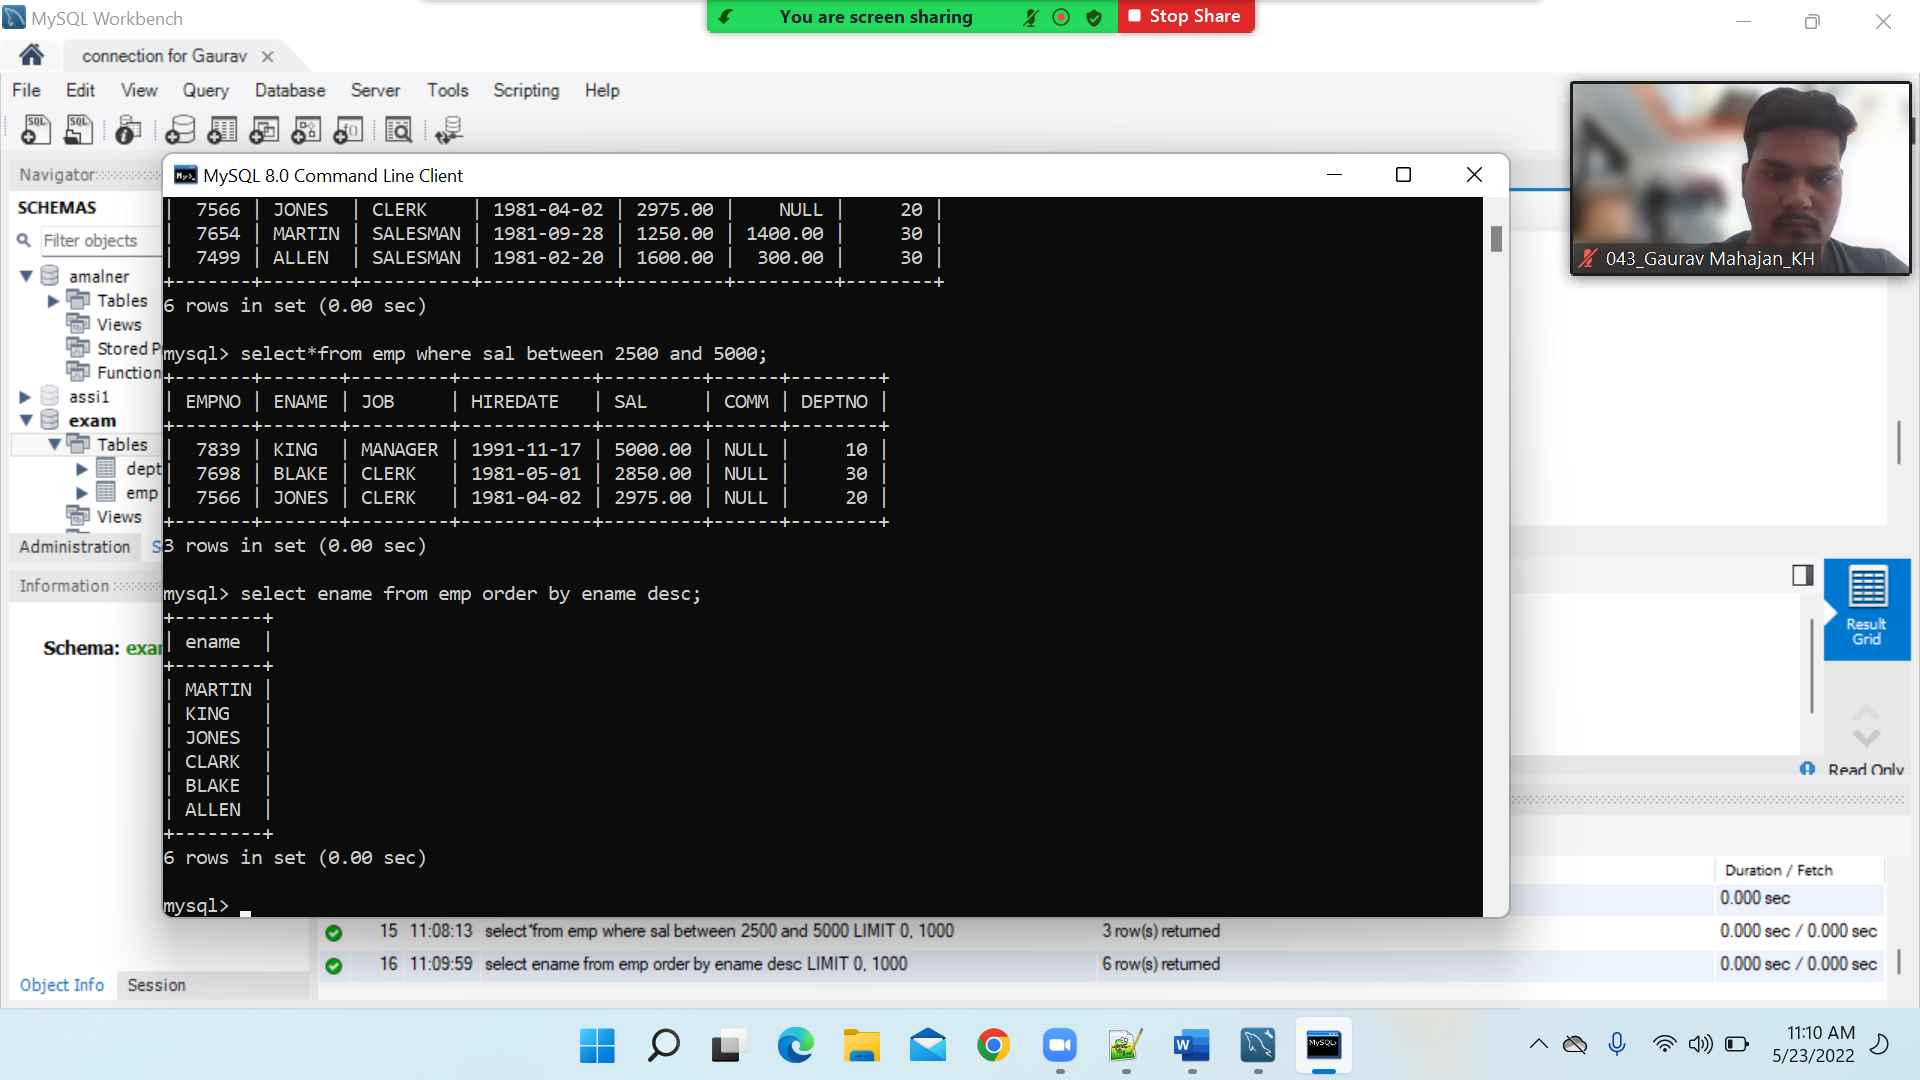 MySQL Workbench
You are screen sharing
Stop Share
connection for Gaurav
File Edit View Query Database Server Tools Scripting Help
Navigator
SCHEMAS
Filter objects
amalner
Tables
Views
Stored P
Function
assi1
exam
Tables
dept
emp
Views
Administration S
Information
Schema: exam
Object Info Session
MySQL 8.0 Command Line Client
| 7566 | JONES | CLERK | 1981-04-02 | 2975.00 | NULL | 20 |
| 7654 | MARTIN | SALESMAN | 1981-09-28 | 1250.00 | 1400.00 | 30 |
| 7499 | ALLEN | SALESMAN | 1981-02-20 | 1600.00 | 300.00 | 30 |
+-------+--------+----------+------------+---------+---------+--------+
6 rows in set (0.00 sec)
mysql> select*from emp where sal between 2500 and 5000;
+-------+-------+---------+------------+---------+------+--------+
| EMPNO | ENAME | JOB | HIREDATE | SAL | COMM | DEPTNO |
+-------+-------+---------+------------+---------+------+--------+
| 7839 | KING | MANAGER | 1991-11-17 | 5000.00 | NULL | 10 |
| 7698 | BLAKE | CLERK | 1981-05-01 | 2850.00 | NULL | 30 |
| 7566 | JONES | CLERK | 1981-04-02 | 2975.00 | NULL | 20 |
+-------+-------+---------+------------+---------+------+--------+
3 rows in set (0.00 sec)
mysql> select ename from emp order by ename desc;
+--------+
| ename |
+--------+
| MARTIN |
| KING |
| JONES |
| CLARK |
| BLAKE |
| ALLEN |
+--------+
6 rows in set (0.00 sec)
mysql>
043_Gaurav Mahajan_KH
Result
Grid
Read Only
Duration / Fetch
0.000 sec
15 11:08:13 select*from emp where sal between 2500 and 5000 LIMIT 0, 1000 3 row(s) returned 0.000 sec / 0.000 sec
16 11:09:59 select ename from emp order by ename desc LIMIT 0, 1000 6 row(s) returned 0.000 sec / 0.000 sec
11:10 AM
5/23/2022